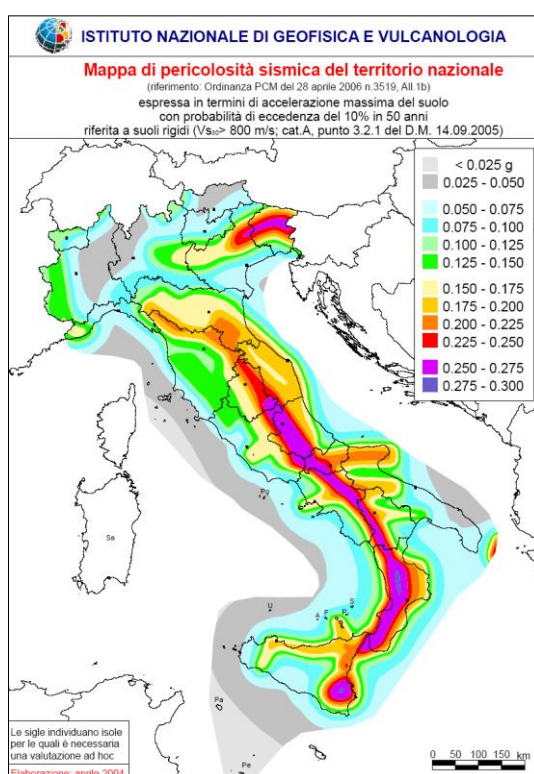 ISTITUTO NAZIONALE DI GEOFISICA E VULCANOLOGIA
Mappa di pericolosità sismica del territorio nazionale
(riferimento: Ordinanza PCM del 28 aprile 2006 n.3519, All.1b)
espressa in termini di accelerazione massima del suolo
con probabilità di eccedenza del 10% in 50 anni
riferita a suoli rigidi (Vs30> 800 m/s; cat.A, punto 3.2.1 del D.M. 14.09.2005)
< 0.025 g
0.025 - 0.050
0.050 - 0.075
0.075 - 0.100
0.100 - 0.125
0.125 - 0.150
0.150 - 0.175
0.175 - 0.200
0.200 - 0.225
0.225 - 0.250
0.250 - 0.275
0.275 - 0.300
Sa
U
A
F
P
S
Pa
Pe
Le sigle individuano isole
per le quali è necessaria
una valutazione ad hoc
Elaborazione: aprile 2004
0 50 100 150 km